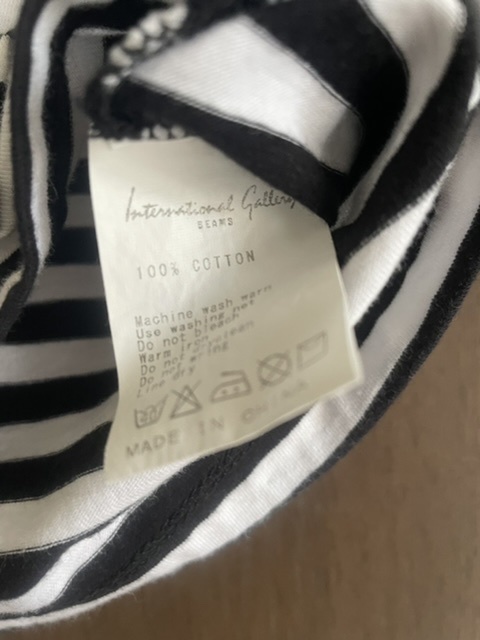 International Gallery
BEAMS
100% COTTON
Machine wash warm
Use washing net
Do not bleach
Warm iron
Do not dryclean
Do not wring
Line dry
MADE IN CHINA